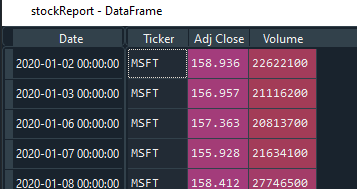 stockReport - DataFrame
Date Ticker Adj Close Volume
2020-01-02 00:00:00 MSFT 158.936 22622100
2020-01-03 00:00:00 MSFT 156.957 21116200
2020-01-06 00:00:00 MSFT 157.363 20813700
2020-01-07 00:00:00 MSFT 155.928 21634100
2020-01-08 00:00:00 MSFT 158.412 27746500